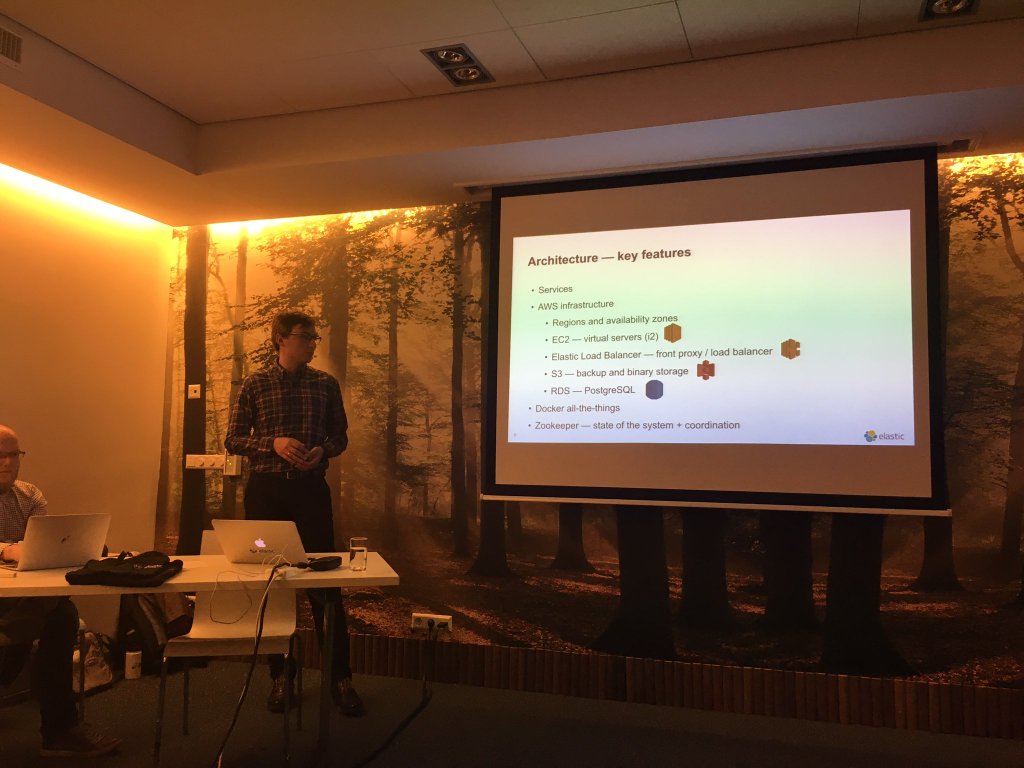 Architecture — key features
• Services
• AWS infrastructure
• Regions and availability zones
• EC2 — virtual servers (i2)
• Elastic Load Balancer — front proxy / load balancer
• S3 — backup and binary storage
• RDS — PostgreSQL
• Docker all-the-things
• Zookeeper — state of the system + coordination
elastic
elastic